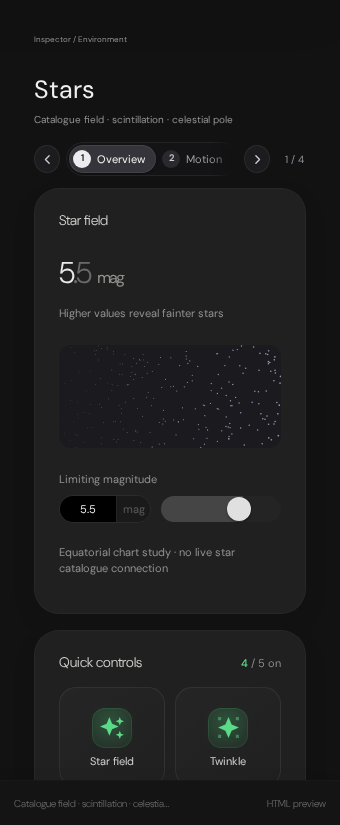 Inspector / Environment
Stars
Catalogue field · scintillation · celestial pole
1 Overview 2 Motion 1 / 4
Star field
5.5 mag
Higher values reveal fainter stars
Limiting magnitude
5.5 mag
Equatorial chart study · no live star
catalogue connection
Quick controls 4 / 5 on
Star field Twinkle
Catalogue field · scintillation · celestia... HTML preview